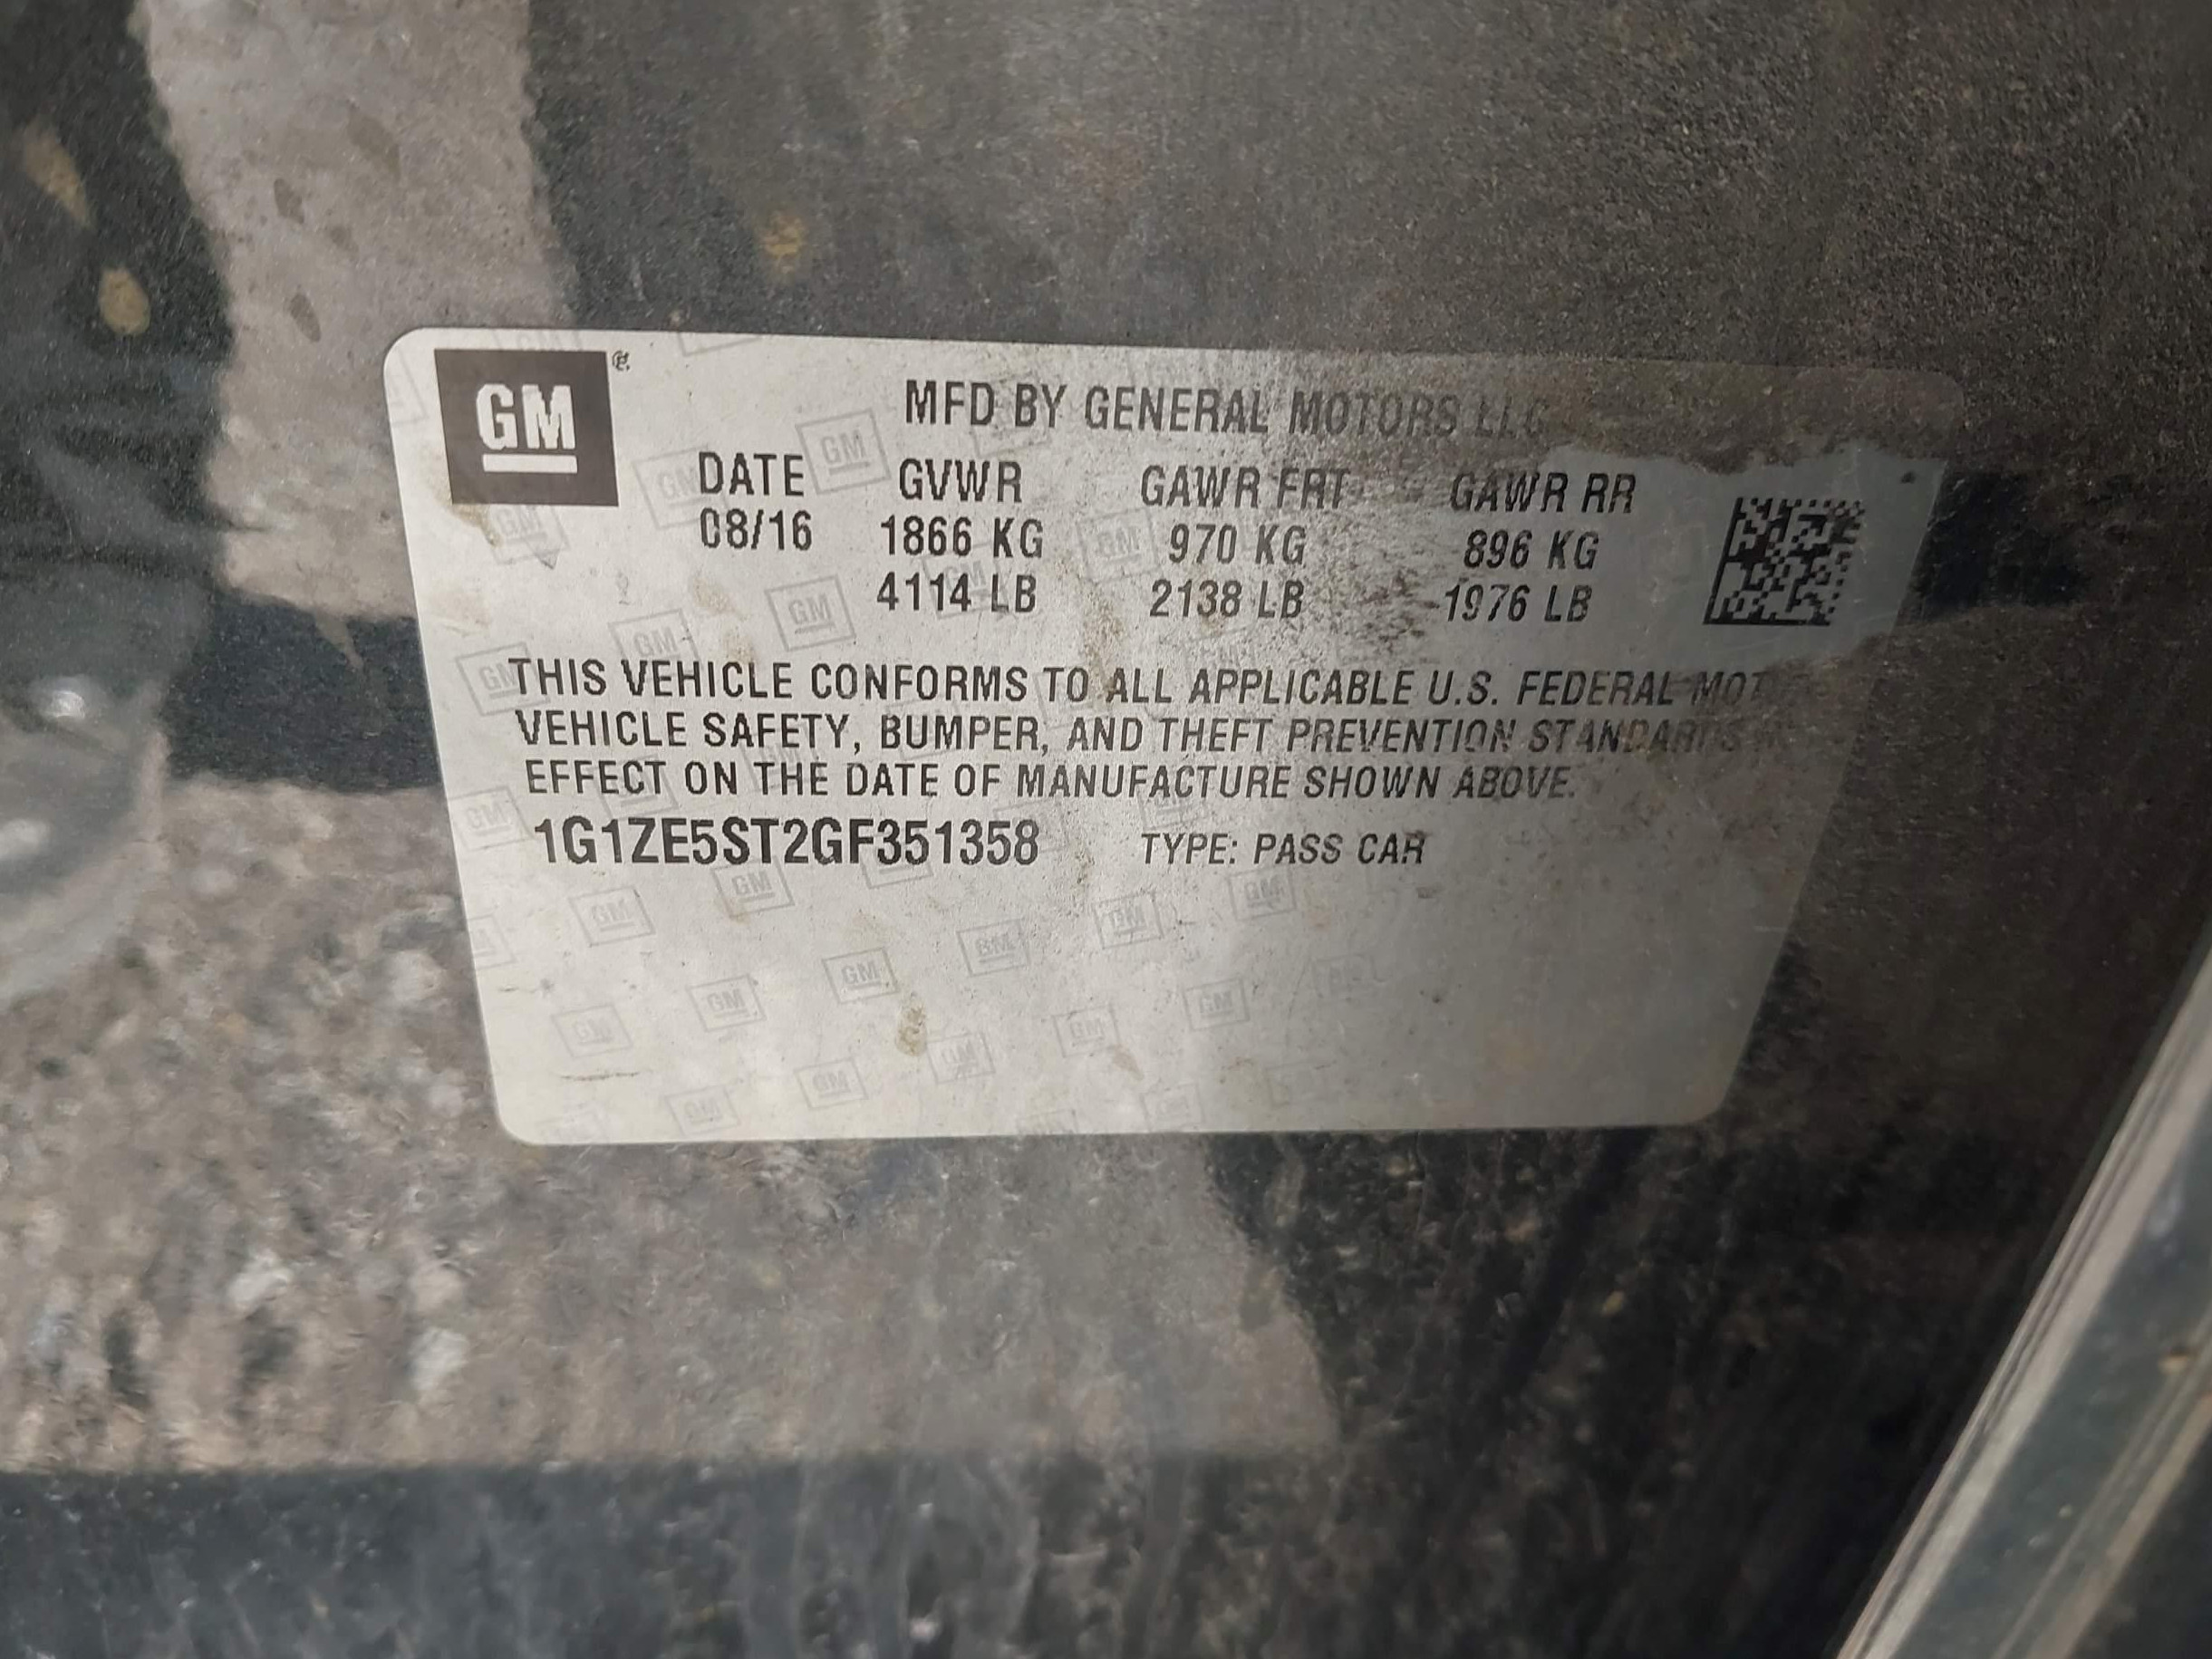 GM
MFD BY GENERAL MOTORS LLC
DATE GVWR GAWR FRT GAWR RR
08/16 1866 KG 970 KG 896 KG
4114 LB 2138 LB 1976 LB
THIS VEHICLE CONFORMS TO ALL APPLICABLE U.S. FEDERAL
VEHICLE SAFETY, BUMPER, AND THEFT PREVENTION STANDARDS
EFFECT ON THE DATE OF MANUFACTURE SHOWN ABOVE.
1G1ZE5ST2GF351358 TYPE: PASS CAR